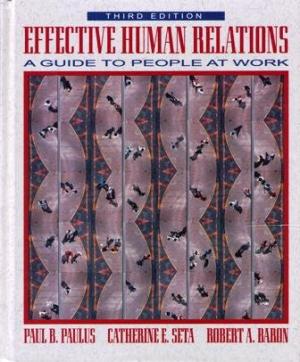 THIRD EDITION
EFFECTIVE HUMAN RELATIONS
A GUIDE TO PEOPLE AT WORK
PAUL B. PAULUS CATHERINE E. SETA ROBERT A. BARON